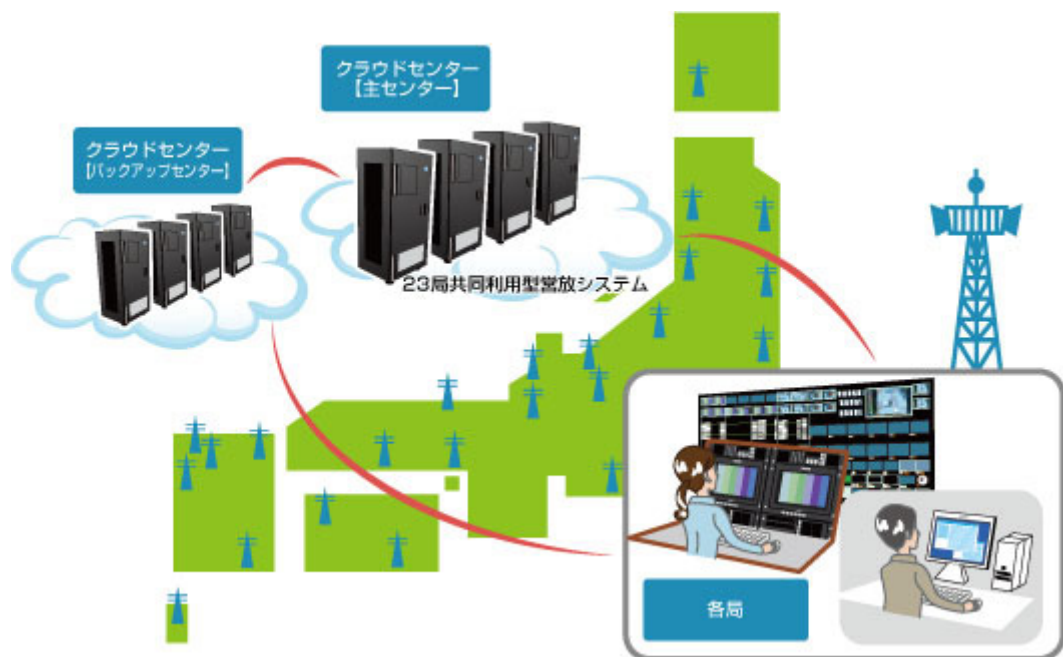 クラウドセンター
【主センター】
クラウドセンター
【バックアップセンター】
23局共同利用型営放システム
各局